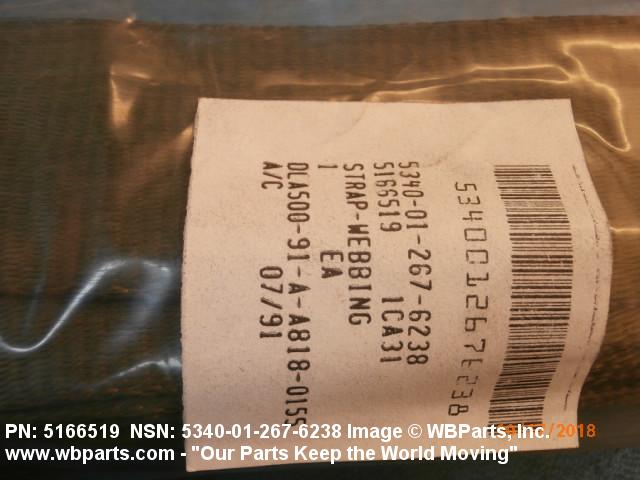 5340012676238
5340-01-267-6238
5166519 1CA31
STRAP-WEBBING
1 EA
DLA500-91-A-A818-0155
A/C 07/91
2018
PN: 5166519 NSN: 5340-01-267-6238 Image © WBParts, Inc.
www.wbparts.com - "Our Parts Keep the World Moving"